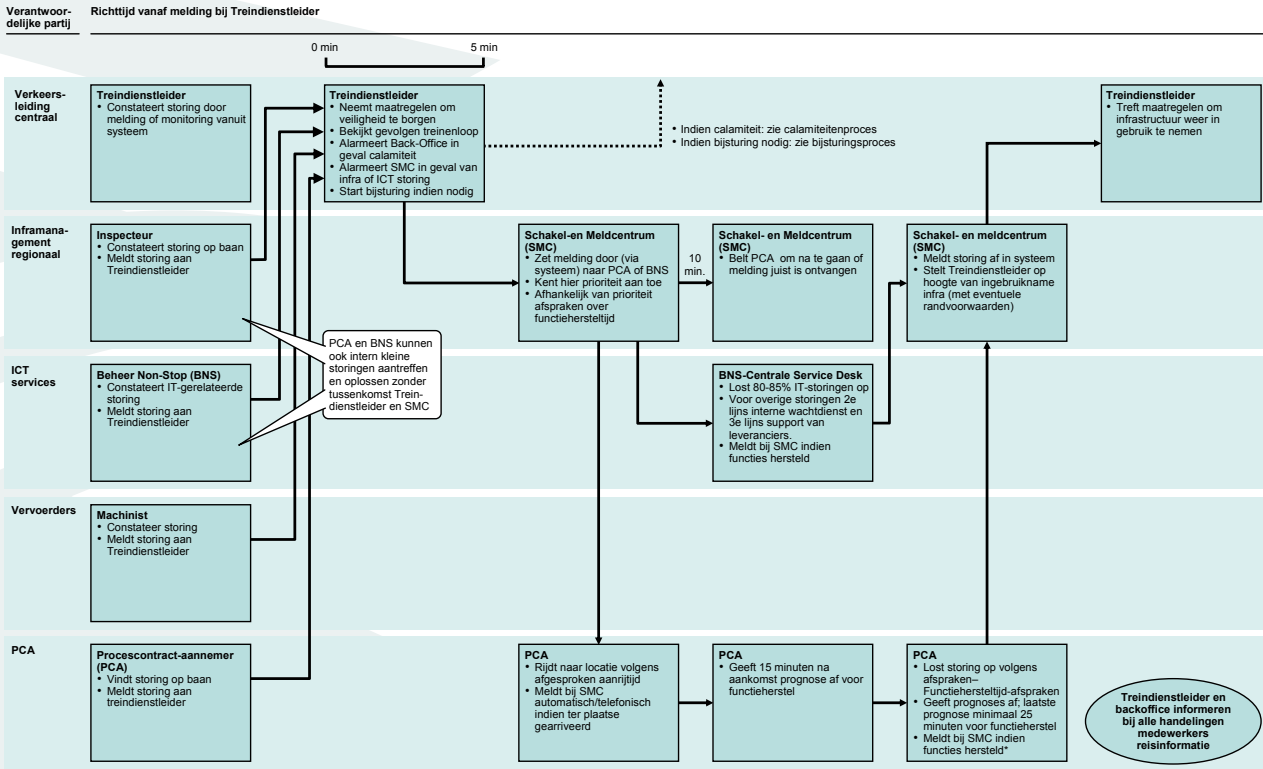 Verantwoor-
delijke partij
Richttijd vanaf melding bij Treindienstleider
0 min
5 min
Verkeers-
leiding
centraal
Treindienstleider
• Constateert storing door
melding of monitoring vanuit
systeem
Treindienstleider
• Neemt maatregelen om
veiligheid te borgen
• Bekijkt gevolgen treinenloop
• Alarmeert Back-Office in
geval calamiteit
• Alarmeert SMC in geval van
infra of ICT storing
• Start bijsturing indien nodig
• Indien calamiteit: zie calamiteitenproces
• Indien bijsturing nodig: zie bijsturingsproces
Treindienstleider
• Treft maatregelen om
infrastructuur weer in
gebruik te nemen
Inframana-
gement
regionaal
Inspecteur
• Constateert storing op baan
• Meldt storing aan
Treindienstleider
Schakel-en Meldcentrum
(SMC)
• Zet melding door (via
systeem) naar PCA of BNS
• Kent hier prioriteit aan toe
• Afhankelijk van prioriteit
afspraken over
functiehersteltijd
10
min.
Schakel- en Meldcentrum
(SMC)
• Belt PCA om na te gaan of
melding juist is ontvangen
Schakel- en meldcentrum
(SMC)
• Meldt storing af in systeem
• Stelt Treindienstleider op
hoogte van ingebruikname
infra (met eventuele
randvoorwaarden)
PCA en BNS kunnen
ook intern kleine
storingen aantreffen
en oplossen zonder
tussenkomst Trein-
dienstleider en SMC
ICT
services
Beheer Non-Stop (BNS)
• Constateert IT-gerelateerde
storing
• Meldt storing aan
Treindienstleider
BNS-Centrale Service Desk
• Lost 80-85% IT-storingen op
• Voor overige storingen 2e
lijns interne wachtdienst en
3e lijns support van
leveranciers.
• Meldt bij SMC indien
functies hersteld
Vervoerders
Machinist
• Constateer storing
• Meldt storing aan
Treindienstleider
PCA
Procescontract-aannemer
(PCA)
• Vindt storing op baan
• Meldt storing aan
treindienstleider
PCA
• Rijdt naar locatie volgens
afgesproken aanrijtijd
• Meldt bij SMC
automatisch/telefonisch
indien ter plaatse
gearriveerd
PCA
• Geeft 15 minuten na
aankomst prognose af voor
functieherstel
PCA
• Lost storing op volgens
afspraken–
Functiehersteltijd-afspraken
• Geeft prognoses af; laatste
prognose minimaal 25
minuten voor functieherstel
• Meldt bij SMC indien
functies hersteld*
Treindienstleider en
backoffice informeren
bij alle handelingen
medewerkers
reisinformatie